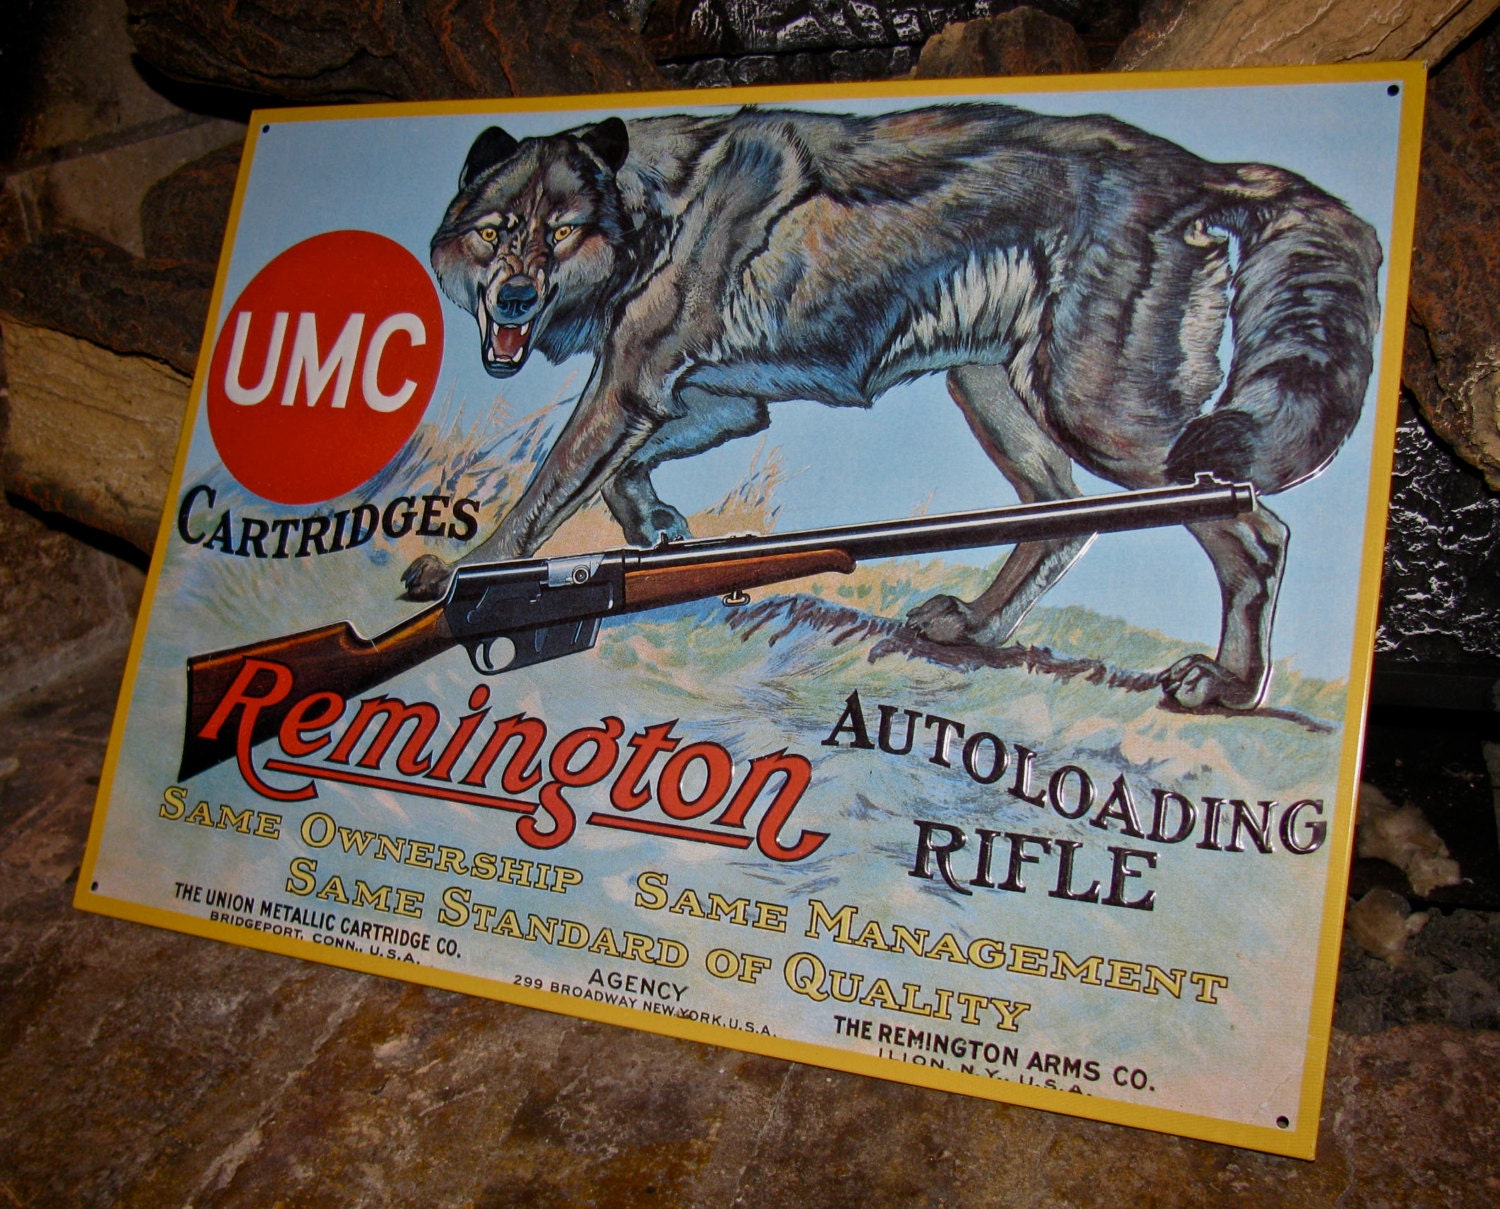 UMC
CARTRIDGES
Remington
AUTOLOADING
RIFLE
SAME OWNERSHIP SAME MANAGEMENT
SAME STANDARD OF QUALITY
THE UNION METALLIC CARTRIDGE CO.
BRIDGEPORT, CONN., U.S.A.
AGENCY
299 BROADWAY NEW YORK, U.S.A.
THE REMINGTON ARMS CO.
ILION, N.Y., U.S.A.